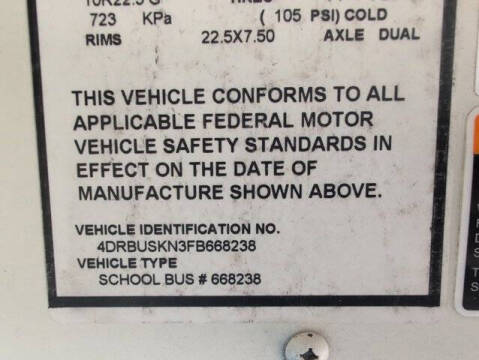 723 KPa ( 105 PSI) COLD
RIMS 22.5X7.50 AXLE DUAL
THIS VEHICLE CONFORMS TO ALL
APPLICABLE FEDERAL MOTOR
VEHICLE SAFETY STANDARDS IN
EFFECT ON THE DATE OF
MANUFACTURE SHOWN ABOVE.
VEHICLE IDENTIFICATION NO.
4DRBUSKN3FB668238
VEHICLE TYPE
SCHOOL BUS # 668238